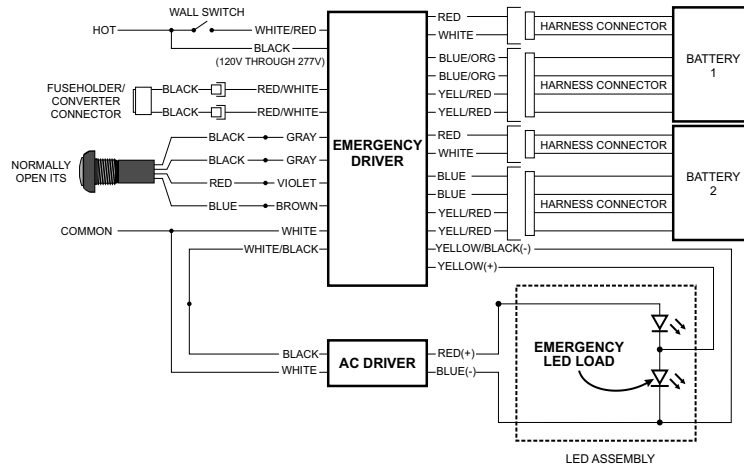 WALL SWITCH
HOT
WHITE/RED
BLACK
(120V THROUGH 277V)
FUSEHOLDER/
CONVERTER
CONNECTOR
BLACK
RED/WHITE
BLACK
RED/WHITE
NORMALLY
OPEN ITS
BLACK
GRAY
BLACK
GRAY
RED
VIOLET
BLUE
BROWN
COMMON
WHITE
WHITE/BLACK
EMERGENCY
DRIVER
RED
WHITE
HARNESS CONNECTOR
BLUE/ORG
BLUE/ORG
YELL/RED
YELL/RED
HARNESS CONNECTOR
BATTERY
1
RED
WHITE
HARNESS CONNECTOR
BLUE
BLUE
YELL/RED
YELL/RED
HARNESS CONNECTOR
BATTERY
2
YELLOW/BLACK(-)
YELLOW(+)
BLACK
WHITE
AC DRIVER
RED(+)
BLUE(-)
EMERGENCY
LED LOAD
LED ASSEMBLY